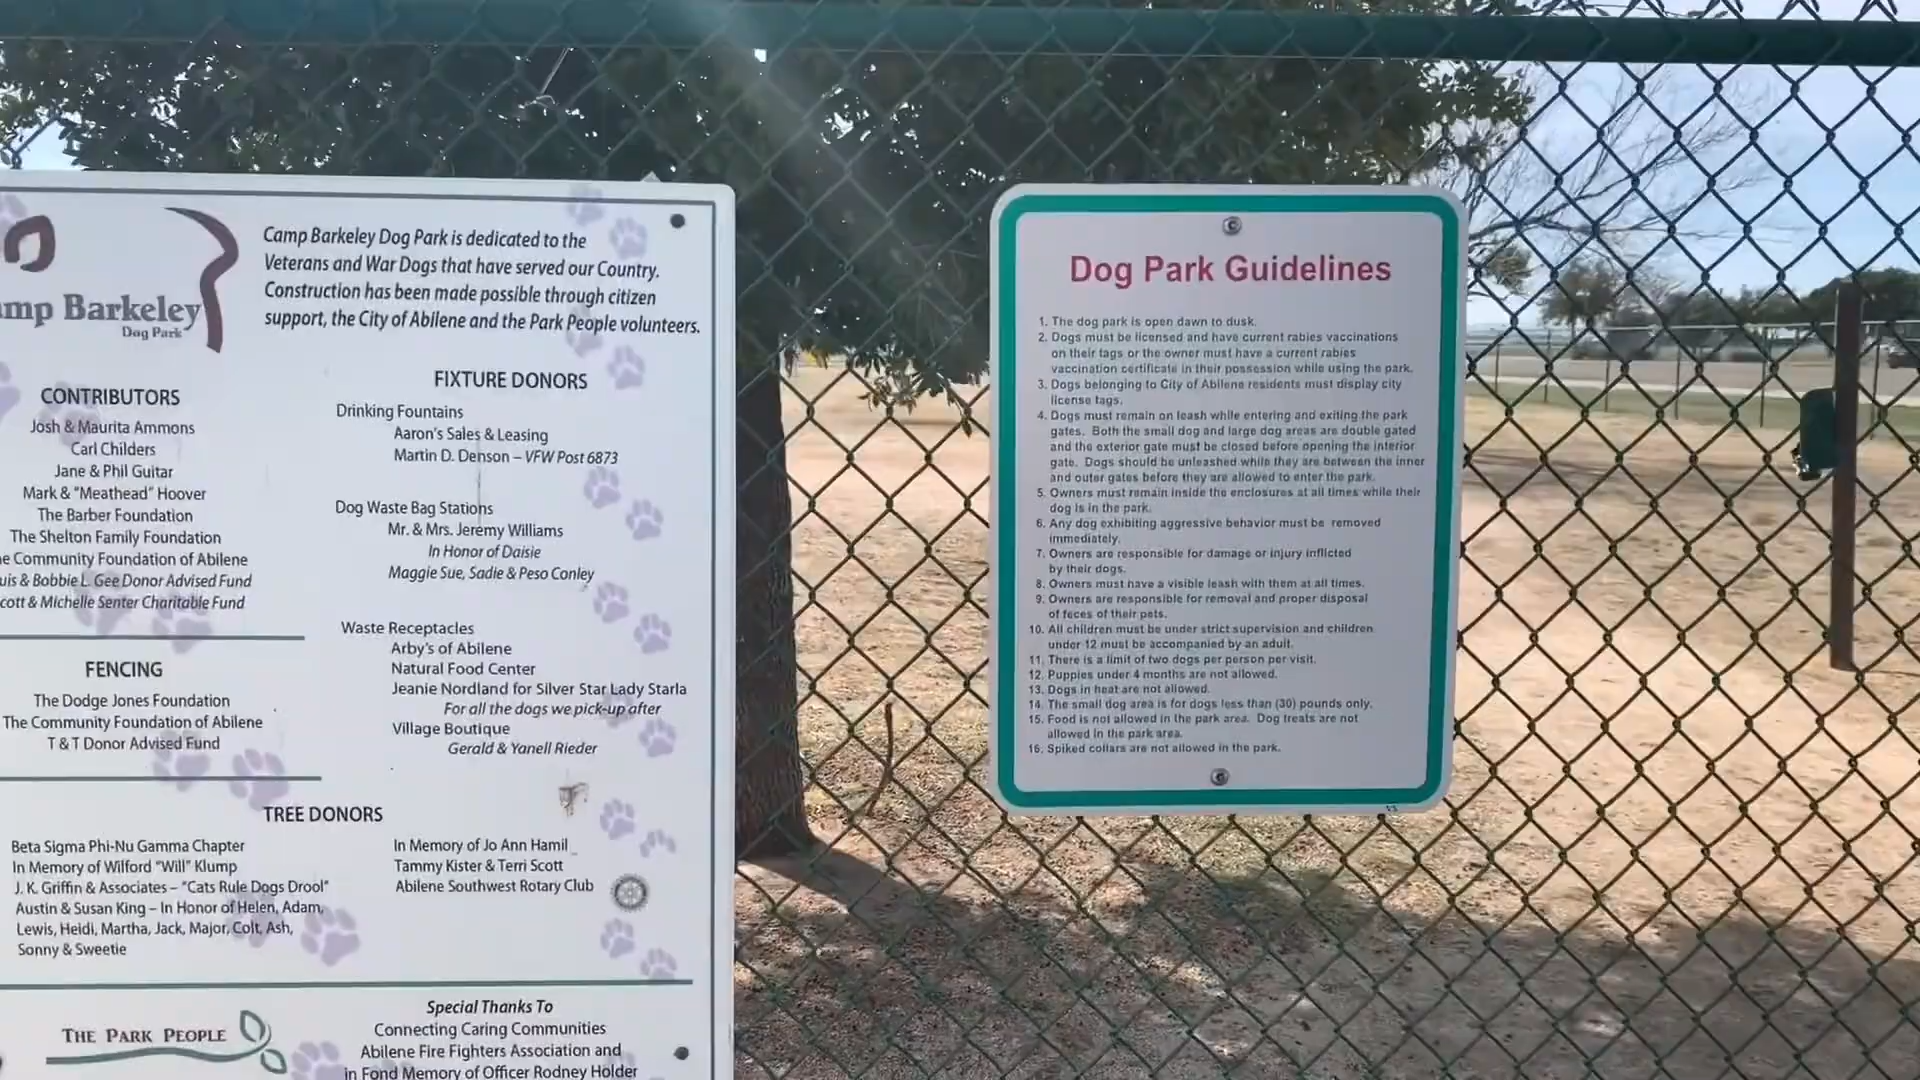 mp Barkeley
Dog Park
Camp Barkeley Dog Park is dedicated to the
Veterans and War Dogs that have served our Country.
Construction has been made possible through citizen
support, the City of Abilene and the Park People volunteers.
CONTRIBUTORS
Josh & Maurita Ammons
Carl Childers
Jane & Phil Guitar
Mark & "Meathead" Hoover
The Barber Foundation
The Shelton Family Foundation
e Community Foundation of Abilene
uis & Bobbie L. Gee Donor Advised Fund
cott & Michelle Senter Charitable Fund
FENCING
The Dodge Jones Foundation
The Community Foundation of Abilene
T & T Donor Advised Fund
FIXTURE DONORS
Drinking Fountains
Aaron's Sales & Leasing
Martin D. Denson – VFW Post 6873
Dog Waste Bag Stations
Mr. & Mrs. Jeremy Williams
In Honor of Daisie
Maggie Sue, Sadie & Peso Conley
Waste Receptacles
Arby's of Abilene
Natural Food Center
Jeanie Nordland for Silver Star Lady Starla
For all the dogs we pick-up after
Village Boutique
Gerald & Yanell Rieder
TREE DONORS
Beta Sigma Phi-Nu Gamma Chapter
In Memory of Wilford "Will" Klump
J. K. Griffin & Associates – "Cats Rule Dogs Drool"
Austin & Susan King – In Honor of Helen, Adam,
Lewis, Heidi, Martha, Jack, Major, Colt, Ash,
Sonny & Sweetie
In Memory of Jo Ann Hamil
Tammy Kister & Terri Scott
Abilene Southwest Rotary Club
THE PARK PEOPLE
Special Thanks To
Connecting Caring Communities
Abilene Fire Fighters Association and
in Fond Memory of Officer Rodney Holder
Dog Park Guidelines
1. The dog park is open dawn to dusk.
2. Dogs must be licensed and have current rabies vaccinations
on their tags or the owner must have a current rabies
vaccination certificate in their possession while using the park.
3. Dogs belonging to City of Abilene residents must display city
license tags.
4. Dogs must remain on leash while entering and exiting the park
gates. Both the small dog and large dog areas are double gated
and the exterior gate must be closed before opening the interior
gate. Dogs should be unleashed while they are between the inner
and outer gates before they are allowed to enter the park.
5. Owners must remain inside the enclosures at all times while their
dog is in the park.
6. Any dog exhibiting aggressive behavior must be removed
immediately.
7. Owners are responsible for damage or injury inflicted
by their dogs.
8. Owners must have a visible leash with them at all times.
9. Owners are responsible for removal and proper disposal
of feces of their pets.
10. All children must be under strict supervision and children
under 12 must be accompanied by an adult.
11. There is a limit of two dogs per person per visit.
12. Puppies under 4 months are not allowed.
13. Dogs in heat are not allowed.
14. The small dog area is for dogs less than (30) pounds only.
15. Food is not allowed in the park area. Dog treats are not
allowed in the park area.
16. Spiked collars are not allowed in the park.